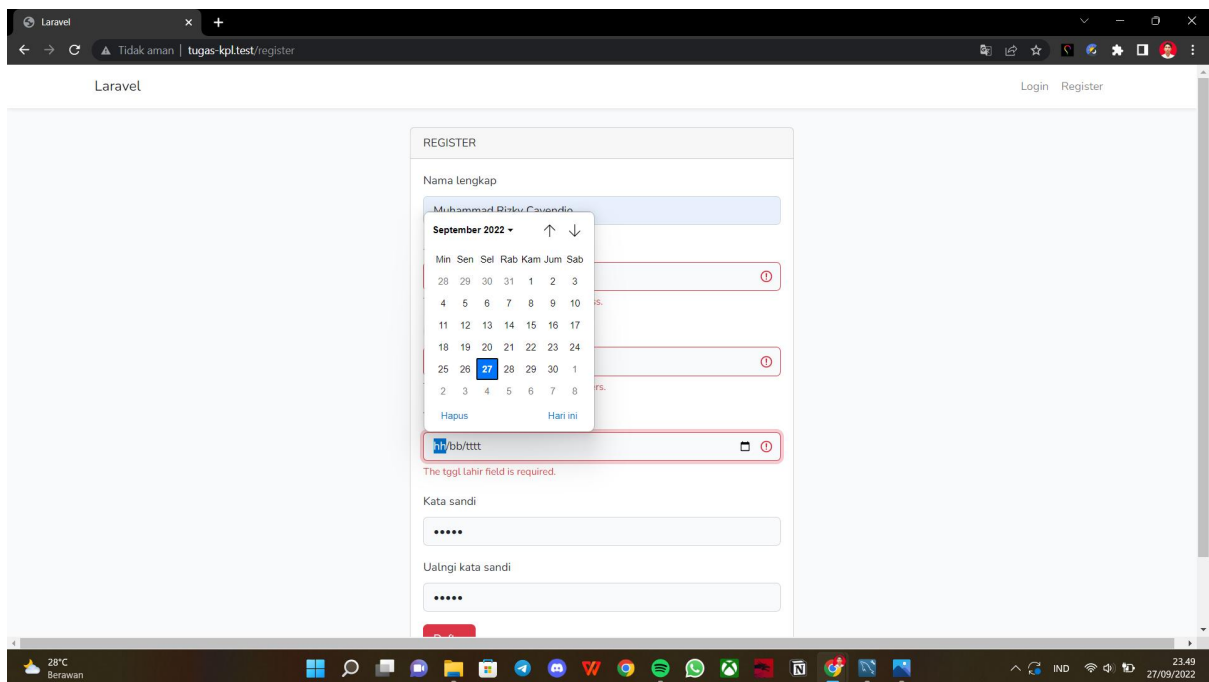 Laravel
Tidak aman | tugas-kpl.test/register
Laravel
Login Register
REGISTER
Nama lengkap
Muhammad Rizky Cavendio
September 2022
Min Sen Sel Rab Kam Jum Sab
28 29 30 31 1 2 3
4 5 6 7 8 9 10
11 12 13 14 15 16 17
18 19 20 21 22 23 24
25 26 27 28 29 30 1
2 3 4 5 6 7 8
Hapus Hari ini
hh/bb/tttt
The tggl lahir field is required.
Kata sandi
•••••
Ualngi kata sandi
•••••
28°C
Berawan
IND
23.49
27/09/2022